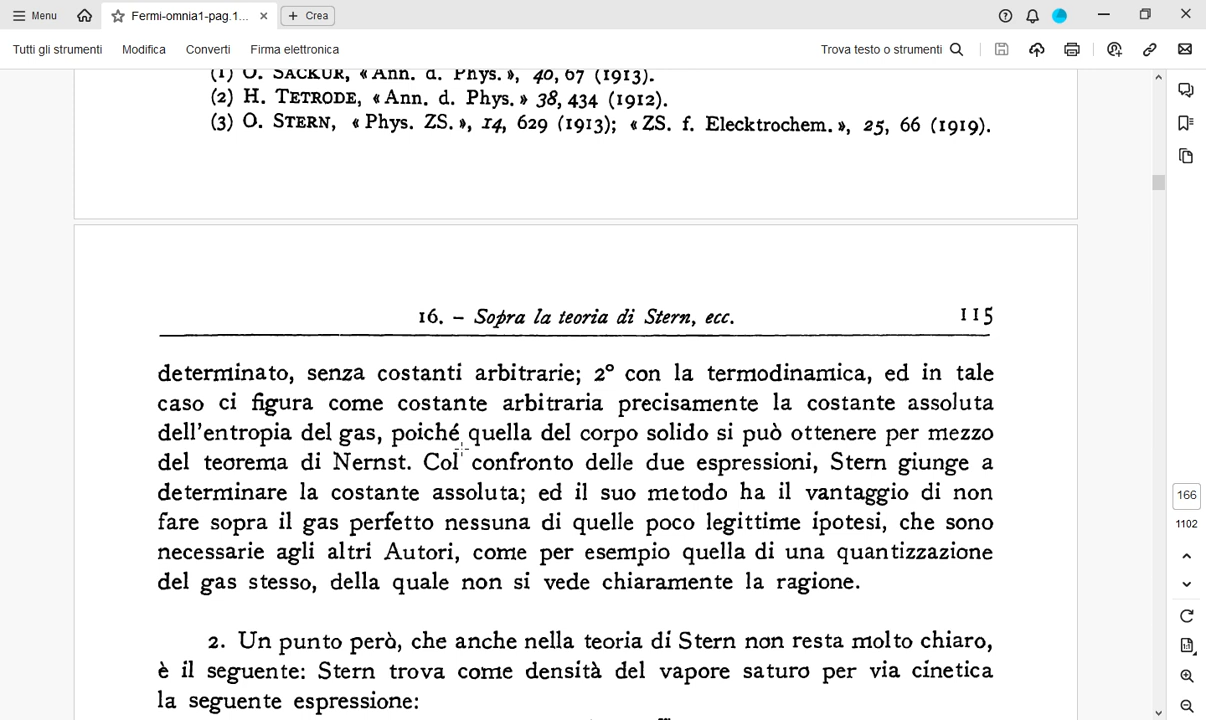 Menu
Fermi-omnia1-pag.1...
Crea
Tutti gli strumenti Modifica Converti Firma elettronica
Trova testo o strumenti
(1) O. SACKUR, « Ann. d. Phys. », 40, 67 (1913).
(2) H. TETRODE, « Ann. d. Phys. » 38, 434 (1912).
(3) O. STERN, « Phys. ZS. », 14, 629 (1913); « ZS. f. Elecktrochem. », 25, 66 (1919).
16. – Sopra la teoria di Stern, ecc. 115
determinato, senza costanti arbitrarie; 2° con la termodinamica, ed in tale
caso ci figura come costante arbitraria precisamente la costante assoluta
dell'entropia del gas, poiché quella del corpo solido si può ottenere per mezzo
del teorema di Nernst. Col confronto delle due espressioni, Stern giunge a
determinare la costante assoluta; ed il suo metodo ha il vantaggio di non
fare sopra il gas perfetto nessuna di quelle poco legittime ipotesi, che sono
necessarie agli altri Autori, come per esempio quella di una quantizzazione
del gas stesso, della quale non si vede chiaramente la ragione.
2. Un punto però, che anche nella teoria di Stern non resta molto chiaro,
è il seguente: Stern trova come densità del vapore saturo per via cinetica
la seguente espressione:
166
1102